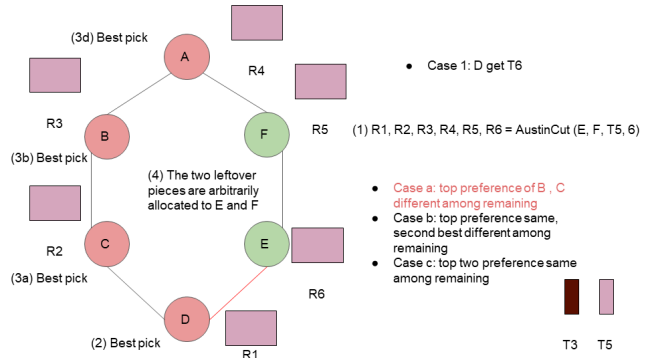 (3d) Best pick
A
R4
• Case 1: D get T6
R3
B
F
R5
(1) R1, R2, R3, R4, R5, R6 = AustinCut (E, F, T5, 6)
(3b) Best pick
(4) The two leftover
pieces are arbitrarily
allocated to E and F
• Case a: top preference of B , C
different among remaining
• Case b: top preference same,
second best different among
remaining
• Case c: top two preference same
among remaining
R2
C
E
(3a) Best pick
R6
D
(2) Best pick
R1
T3
T5